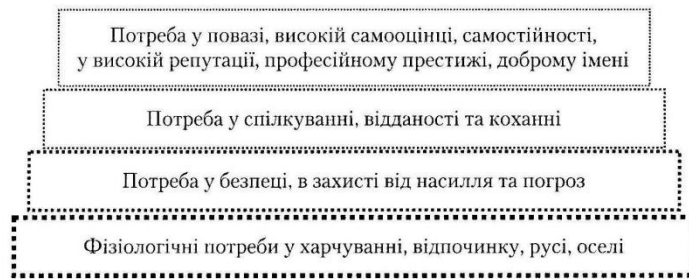 Потреба у повазі, високій самооцінці, самостійності,
у високій репутації, професійному престижі, доброму імені
Потреба у спілкуванні, відданості та коханні
Потреба у безпеці, в захисті від насилля та погроз
Фізіологічні потреби у харчуванні, відпочинку, русі, оселі